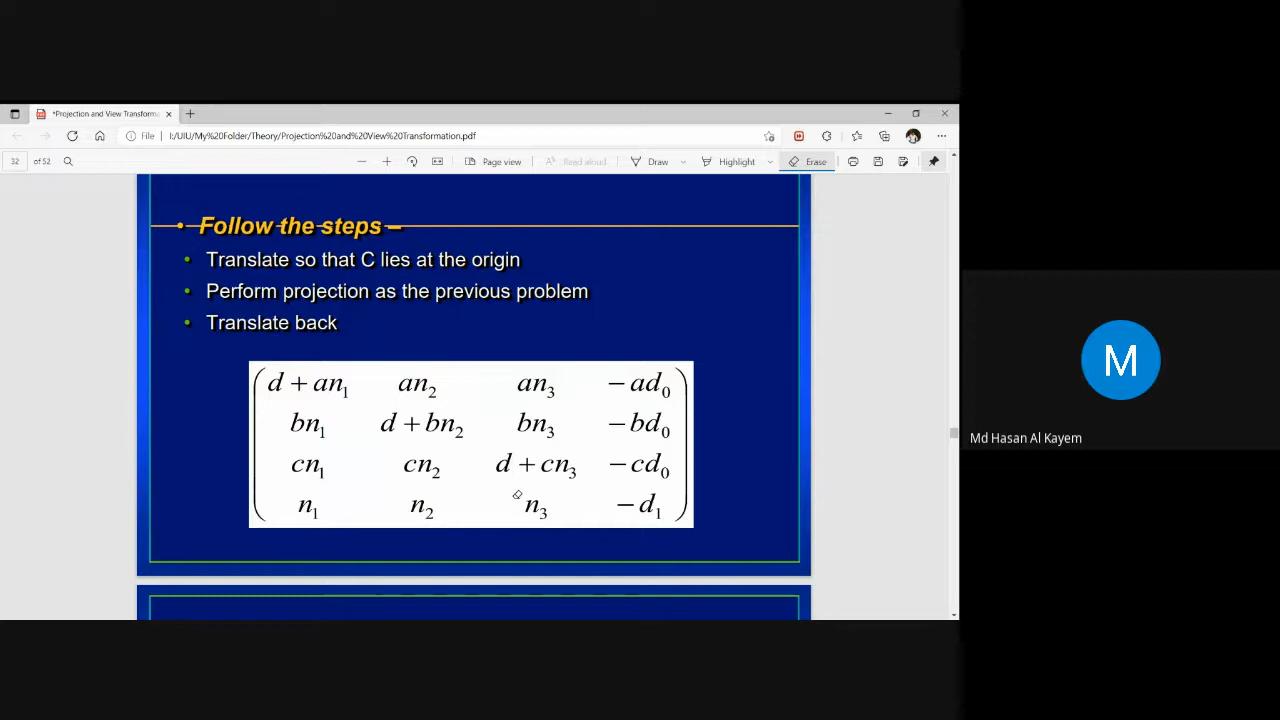 *Projection and View Transforma
File I:/UIU/My%20Folder/Theory/Projection%20and%20View%20Transformation.pdf
32 of 52 Page view Read aloud Draw Highlight Erase
• Follow the steps –
• Translate so that C lies at the origin
• Perform projection as the previous problem
• Translate back
d + an₁ an₂ an₃ − ad₀
bn₁ d + bn₂ bn₃ − bd₀
cn₁ cn₂ d + cn₃ − cd₀
n₁ n₂ n₃ − d₁
M
Md Hasan Al Kayem